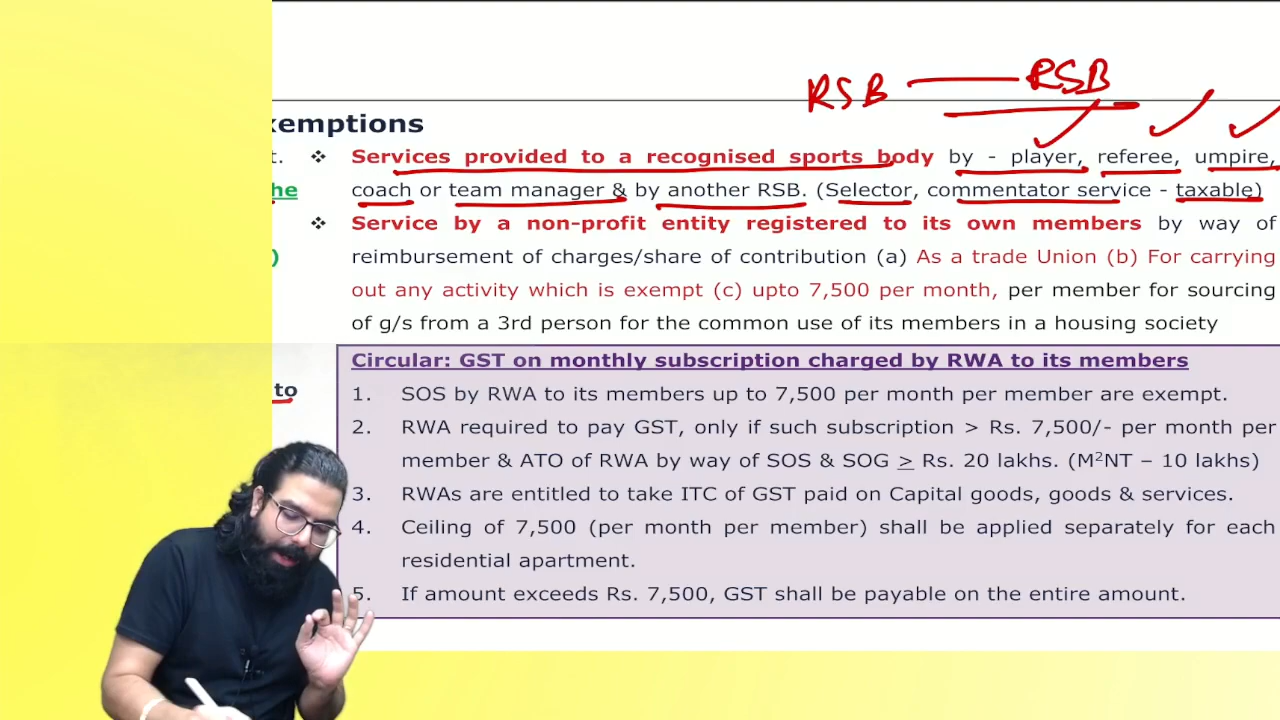 RSB — RSB
xemptions
t. ❖ Services provided to a recognised sports body by - player, referee, umpire,
he coach or team manager & by another RSB. (Selector, commentator service - taxable)
❖ Service by a non-profit entity registered to its own members by way of
) reimbursement of charges/share of contribution (a) As a trade Union (b) For carrying
out any activity which is exempt (c) upto 7,500 per month, per member for sourcing
of g/s from a 3rd person for the common use of its members in a housing society
Circular: GST on monthly subscription charged by RWA to its members
to 1. SOS by RWA to its members up to 7,500 per month per member are exempt.
2. RWA required to pay GST, only if such subscription > Rs. 7,500/- per month per
member & ATO of RWA by way of SOS & SOG ≥ Rs. 20 lakhs. (M²NT – 10 lakhs)
3. RWAs are entitled to take ITC of GST paid on Capital goods, goods & services.
4. Ceiling of 7,500 (per month per member) shall be applied separately for each
residential apartment.
5. If amount exceeds Rs. 7,500, GST shall be payable on the entire amount.